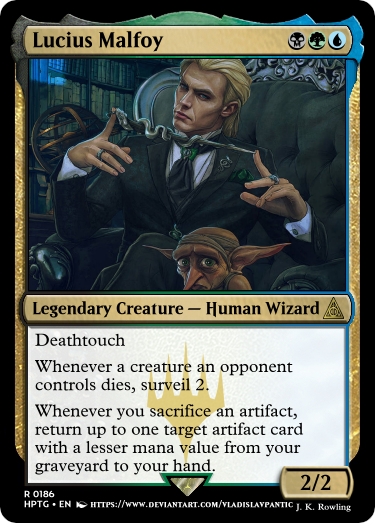 Lucius Malfoy
Legendary Creature — Human Wizard
Deathtouch
Whenever a creature an opponent
controls dies, surveil 2.
Whenever you sacrifice an artifact,
return up to one target artifact card
with a lesser mana value from your
graveyard to your hand.
2/2
R 0186
HPTG • EN HTTPS://WWW.DEVIANTART.COM/VLADISLAVPANTIC J. K. Rowling